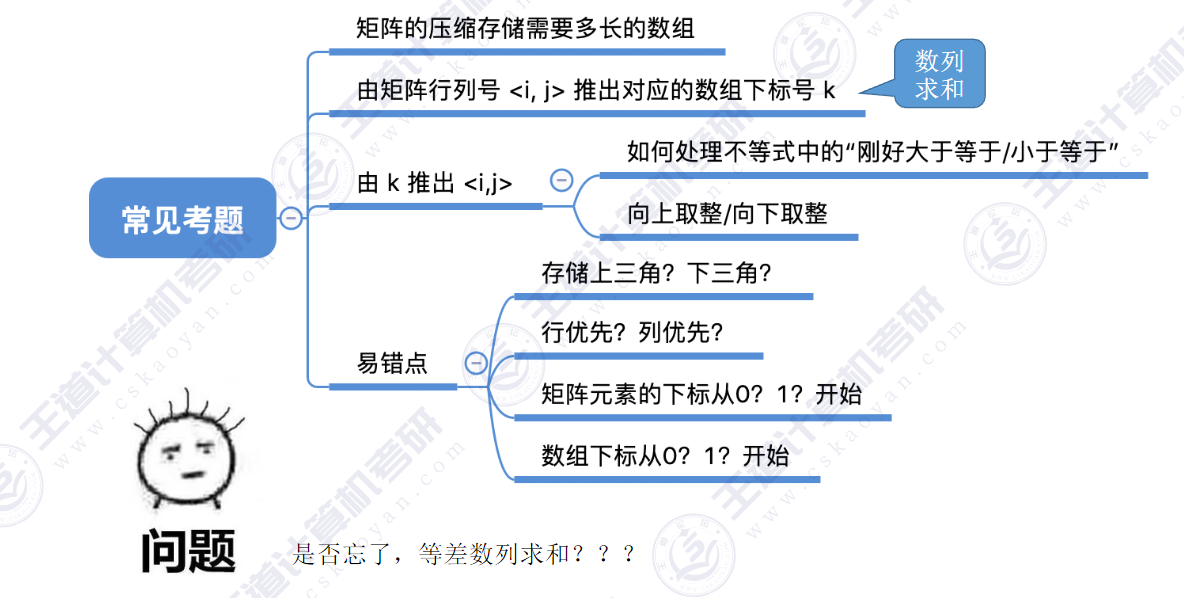 矩阵的压缩存储需要多长的数组
由矩阵行列号 <i, j> 推出对应的数组下标号 k
数列
求和
常见考题
由 k 推出 <i,j>
如何处理不等式中的“刚好大于等于/小于等于”
向上取整/向下取整
易错点
存储上三角？下三角？
行优先？列优先？
矩阵元素的下标从0？1？开始
数组下标从0？1？开始
问题
是否忘了，等差数列求和？？？
王道计算机考研
www.cskaoyan.com